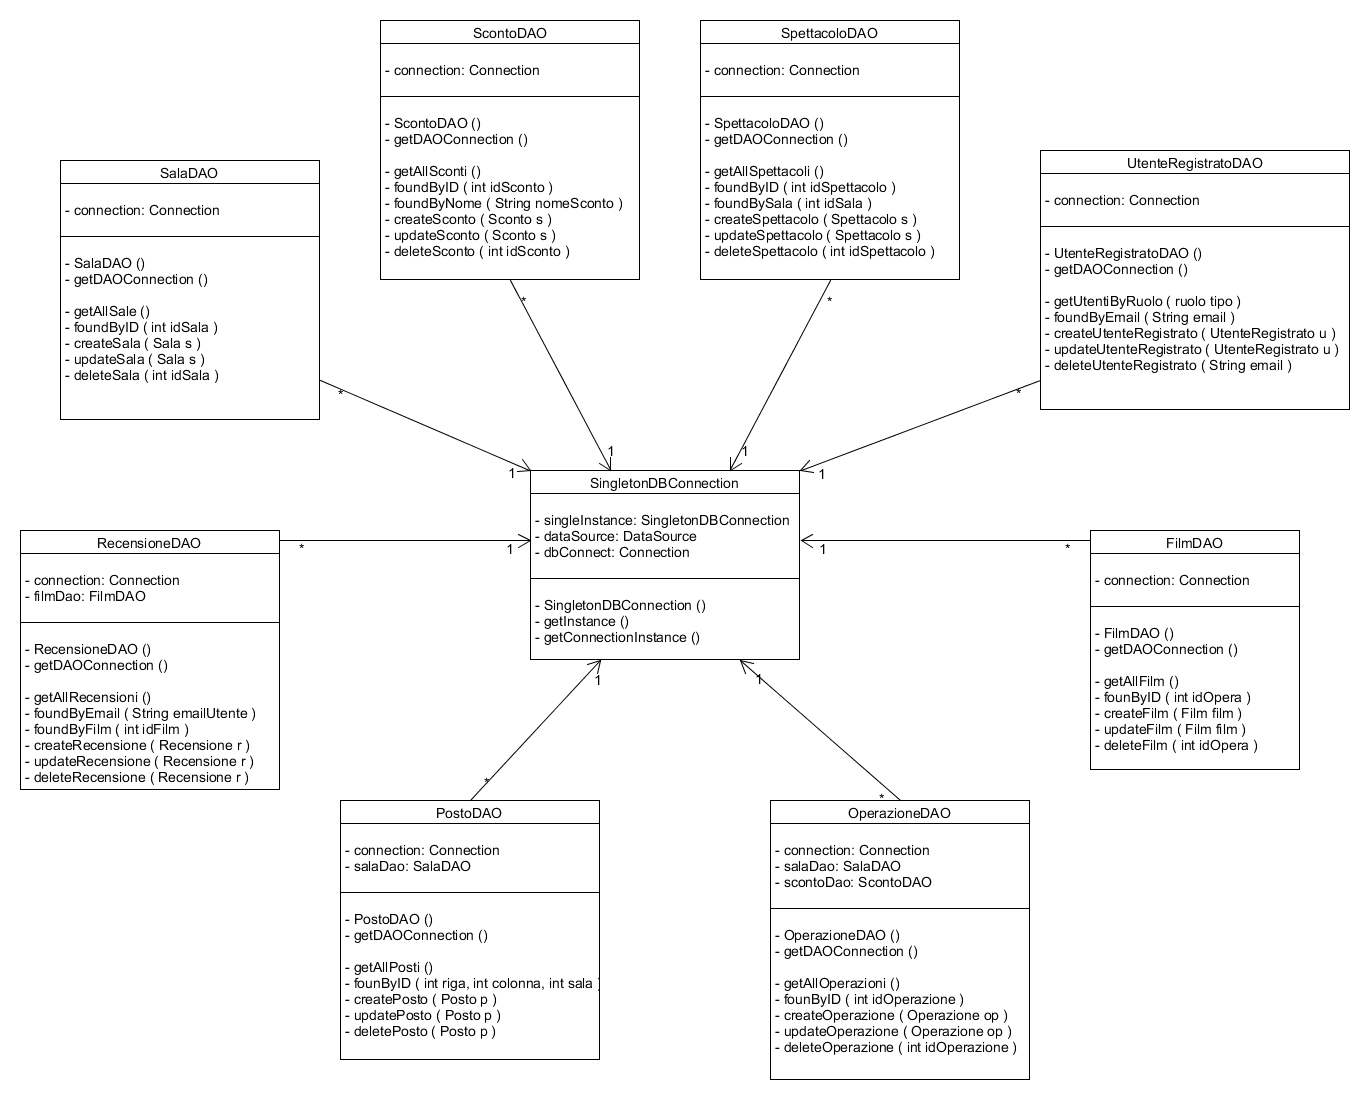 ScontoDAO
- connection: Connection
- ScontoDAO ()
- getDAOConnection ()
- getAllSconti ()
- foundByID ( int idSconto )
- foundByNome ( String nomeSconto )
- createSconto ( Sconto s )
- updateSconto ( Sconto s )
- deleteSconto ( int idSconto )
*
1
SpettacoloDAO
- connection: Connection
- SpettacoloDAO ()
- getDAOConnection ()
- getAllSpettacoli ()
- foundByID ( int idSpettacolo )
- foundBySala ( int idSala )
- createSpettacolo ( Spettacolo s )
- updateSpettacolo ( Spettacolo s )
- deleteSpettacolo ( int idSpettacolo )
*
1
SalaDAO
- connection: Connection
- SalaDAO ()
- getDAOConnection ()
- getAllSale ()
- foundByID ( int idSala )
- createSala ( Sala s )
- updateSala ( Sala s )
- deleteSala ( int idSala )
*
1
UtenteRegistratoDAO
- connection: Connection
- UtenteRegistratoDAO ()
- getDAOConnection ()
- getUtentiByRuolo ( ruolo tipo )
- foundByEmail ( String email )
- createUtenteRegistrato ( UtenteRegistrato u )
- updateUtenteRegistrato ( UtenteRegistrato u )
- deleteUtenteRegistrato ( String email )
*
1
SingletonDBConnection
- singleInstance: SingletonDBConnection
- dataSource: DataSource
- dbConnect: Connection
- SingletonDBConnection ()
- getInstance ()
- getConnectionInstance ()
RecensioneDAO
- connection: Connection
- filmDao: FilmDAO
- RecensioneDAO ()
- getDAOConnection ()
- getAllRecensioni ()
- foundByEmail ( String emailUtente )
- foundByFilm ( int idFilm )
- createRecensione ( Recensione r )
- updateRecensione ( Recensione r )
- deleteRecensione ( Recensione r )
*
1
FilmDAO
- connection: Connection
- FilmDAO ()
- getDAOConnection ()
- getAllFilm ()
- founByID ( int idOpera )
- createFilm ( Film film )
- updateFilm ( Film film )
- deleteFilm ( int idOpera )
*
1
PostoDAO
- connection: Connection
- salaDao: SalaDAO
- PostoDAO ()
- getDAOConnection ()
- getAllPosti ()
- founByID ( int riga, int colonna, int sala )
- createPosto ( Posto p )
- updatePosto ( Posto p )
- deletePosto ( Posto p )
*
1
OperazioneDAO
- connection: Connection
- salaDao: SalaDAO
- scontoDao: ScontoDAO
- OperazioneDAO ()
- getDAOConnection ()
- getAllOperazioni ()
- founByID ( int idOperazione )
- createOperazione ( Operazione op )
- updateOperazione ( Operazione op )
- deleteOperazione ( int idOperazione )
*
1